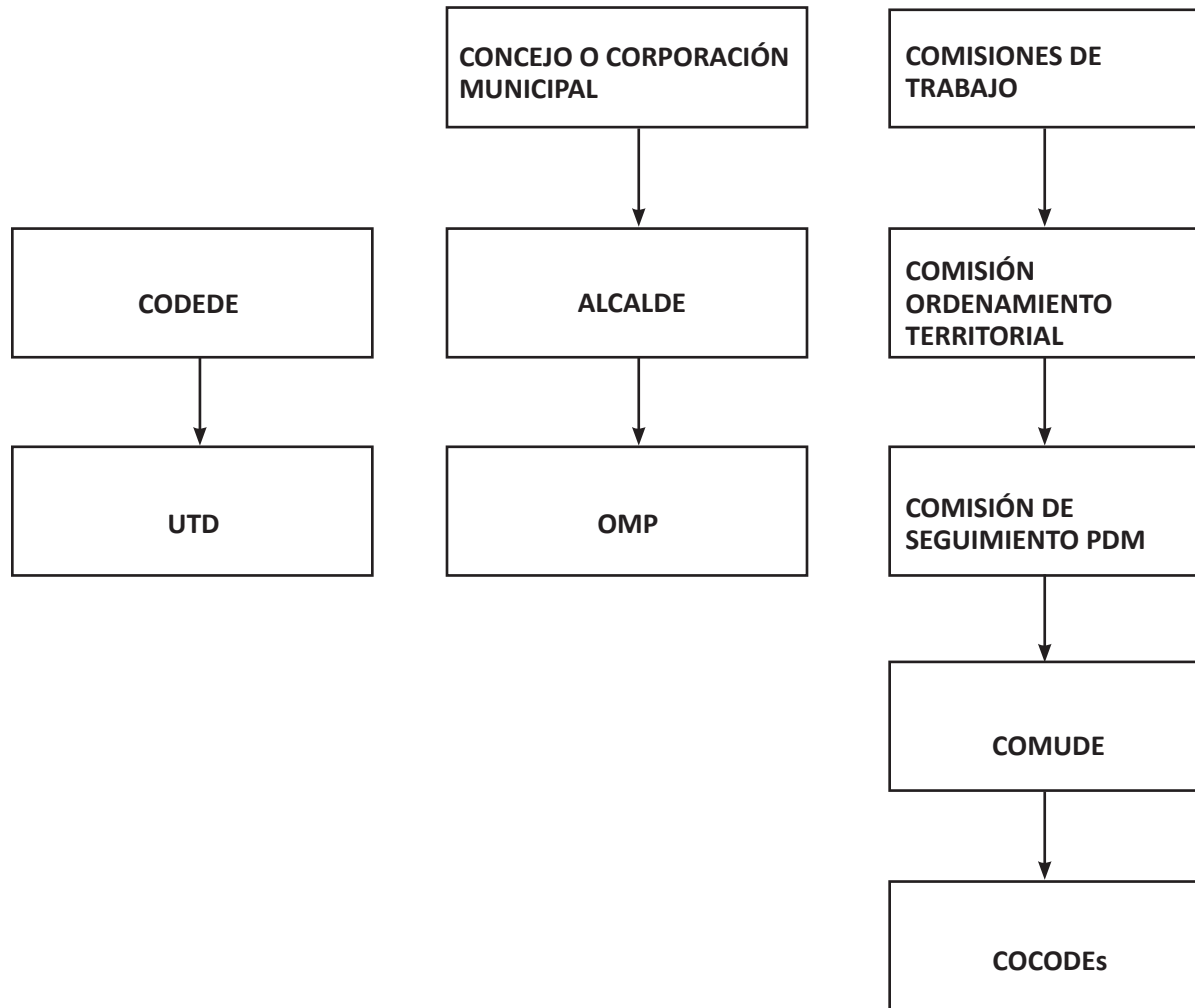 CONCEJO O CORPORACIÓN
MUNICIPAL
COMISIONES DE
TRABAJO
CODEDE
ALCALDE
COMISIÓN
ORDENAMIENTO
TERRITORIAL
UTD
OMP
COMISIÓN DE
SEGUIMIENTO PDM
COMUDE
COCODEs